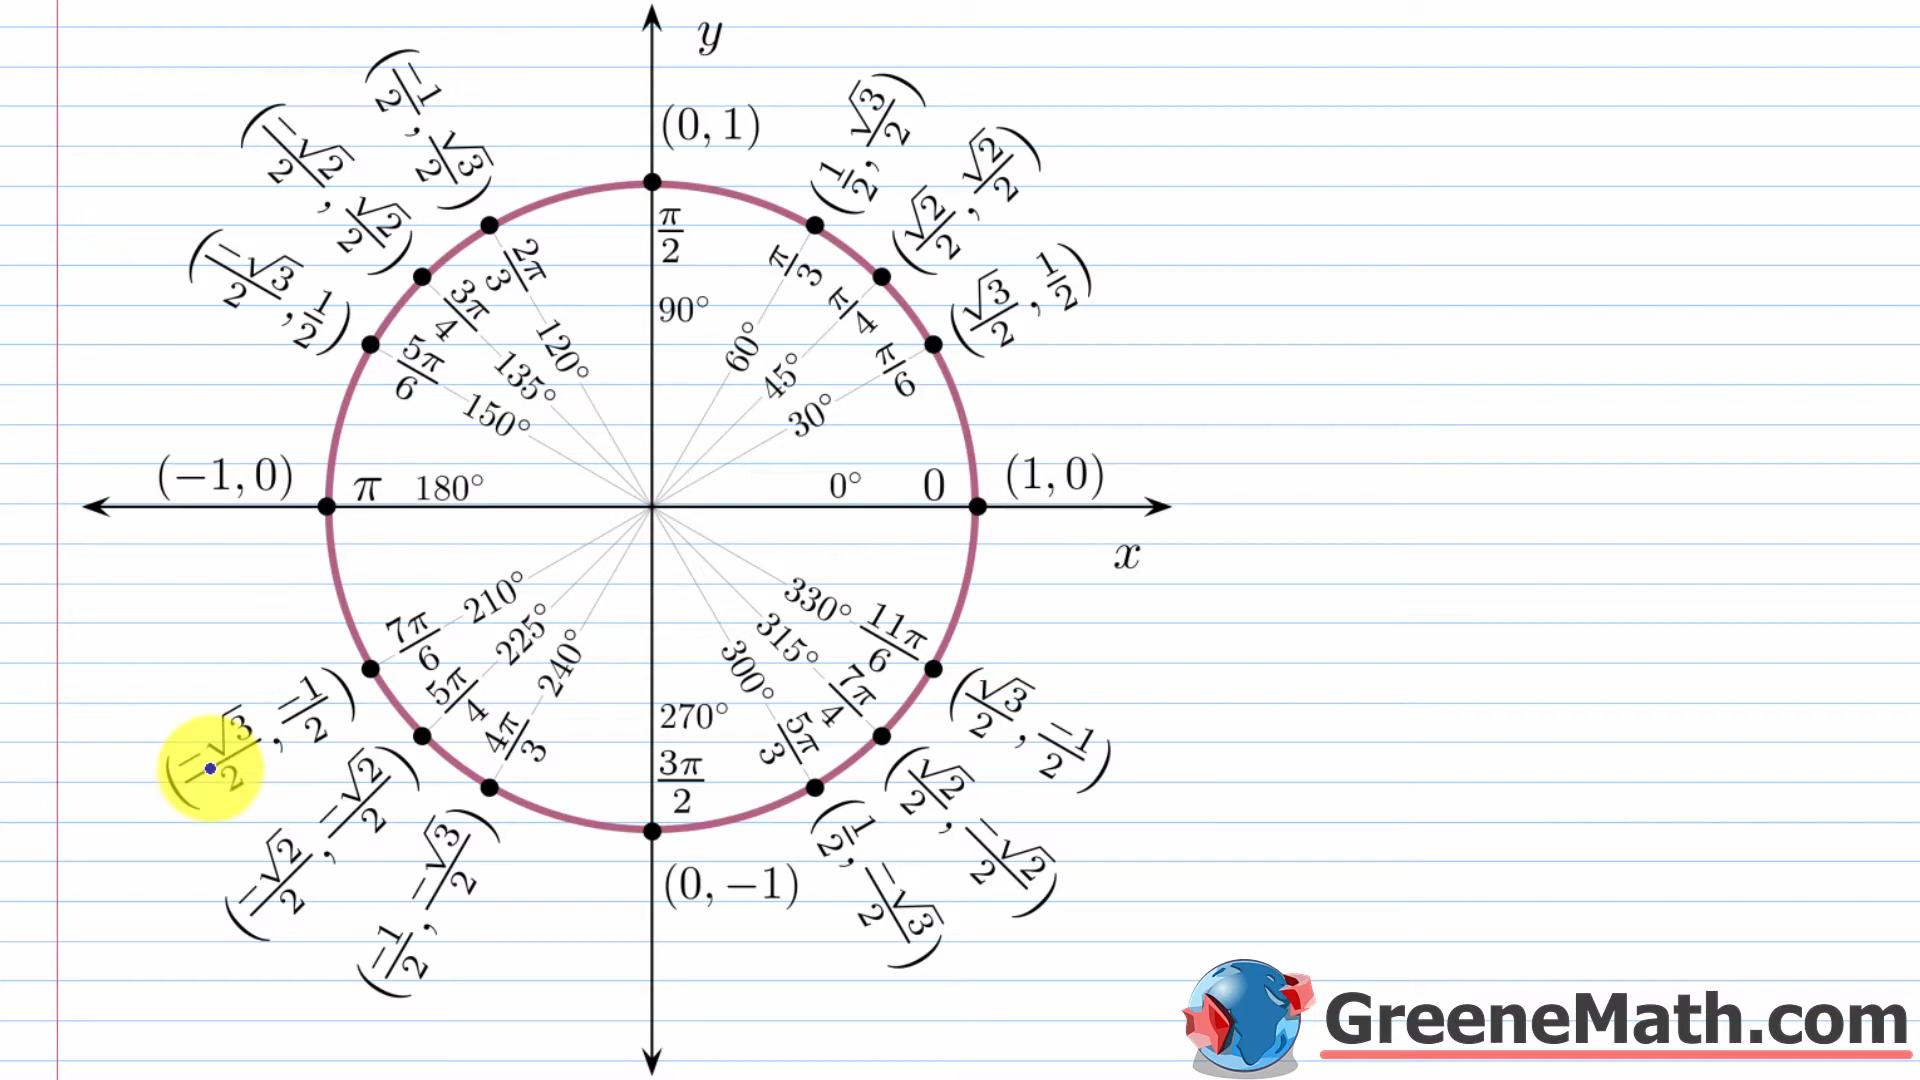 y
(0, 1)
(-1/2, √3/2)
(-√2/2, √2/2)
(-√3/2, 1/2)
(1/2, √3/2)
(√2/2, √2/2)
(√3/2, 1/2)
π/2
90°
2π/3
120°
3π/4
135°
5π/6
150°
π/3
60°
π/4
45°
π/6
30°
(−1, 0)
π 180°
0° 0
(1, 0)
x
7π/6
210°
5π/4
225°
4π/3
240°
270°
3π/2
330°
11π/6
315°
7π/4
300°
5π/3
(-√3/2, -1/2)
(-√2/2, -√2/2)
(-1/2, -√3/2)
(0, −1)
(√3/2, -1/2)
(√2/2, -√2/2)
(1/2, -√3/2)
GreeneMath.com